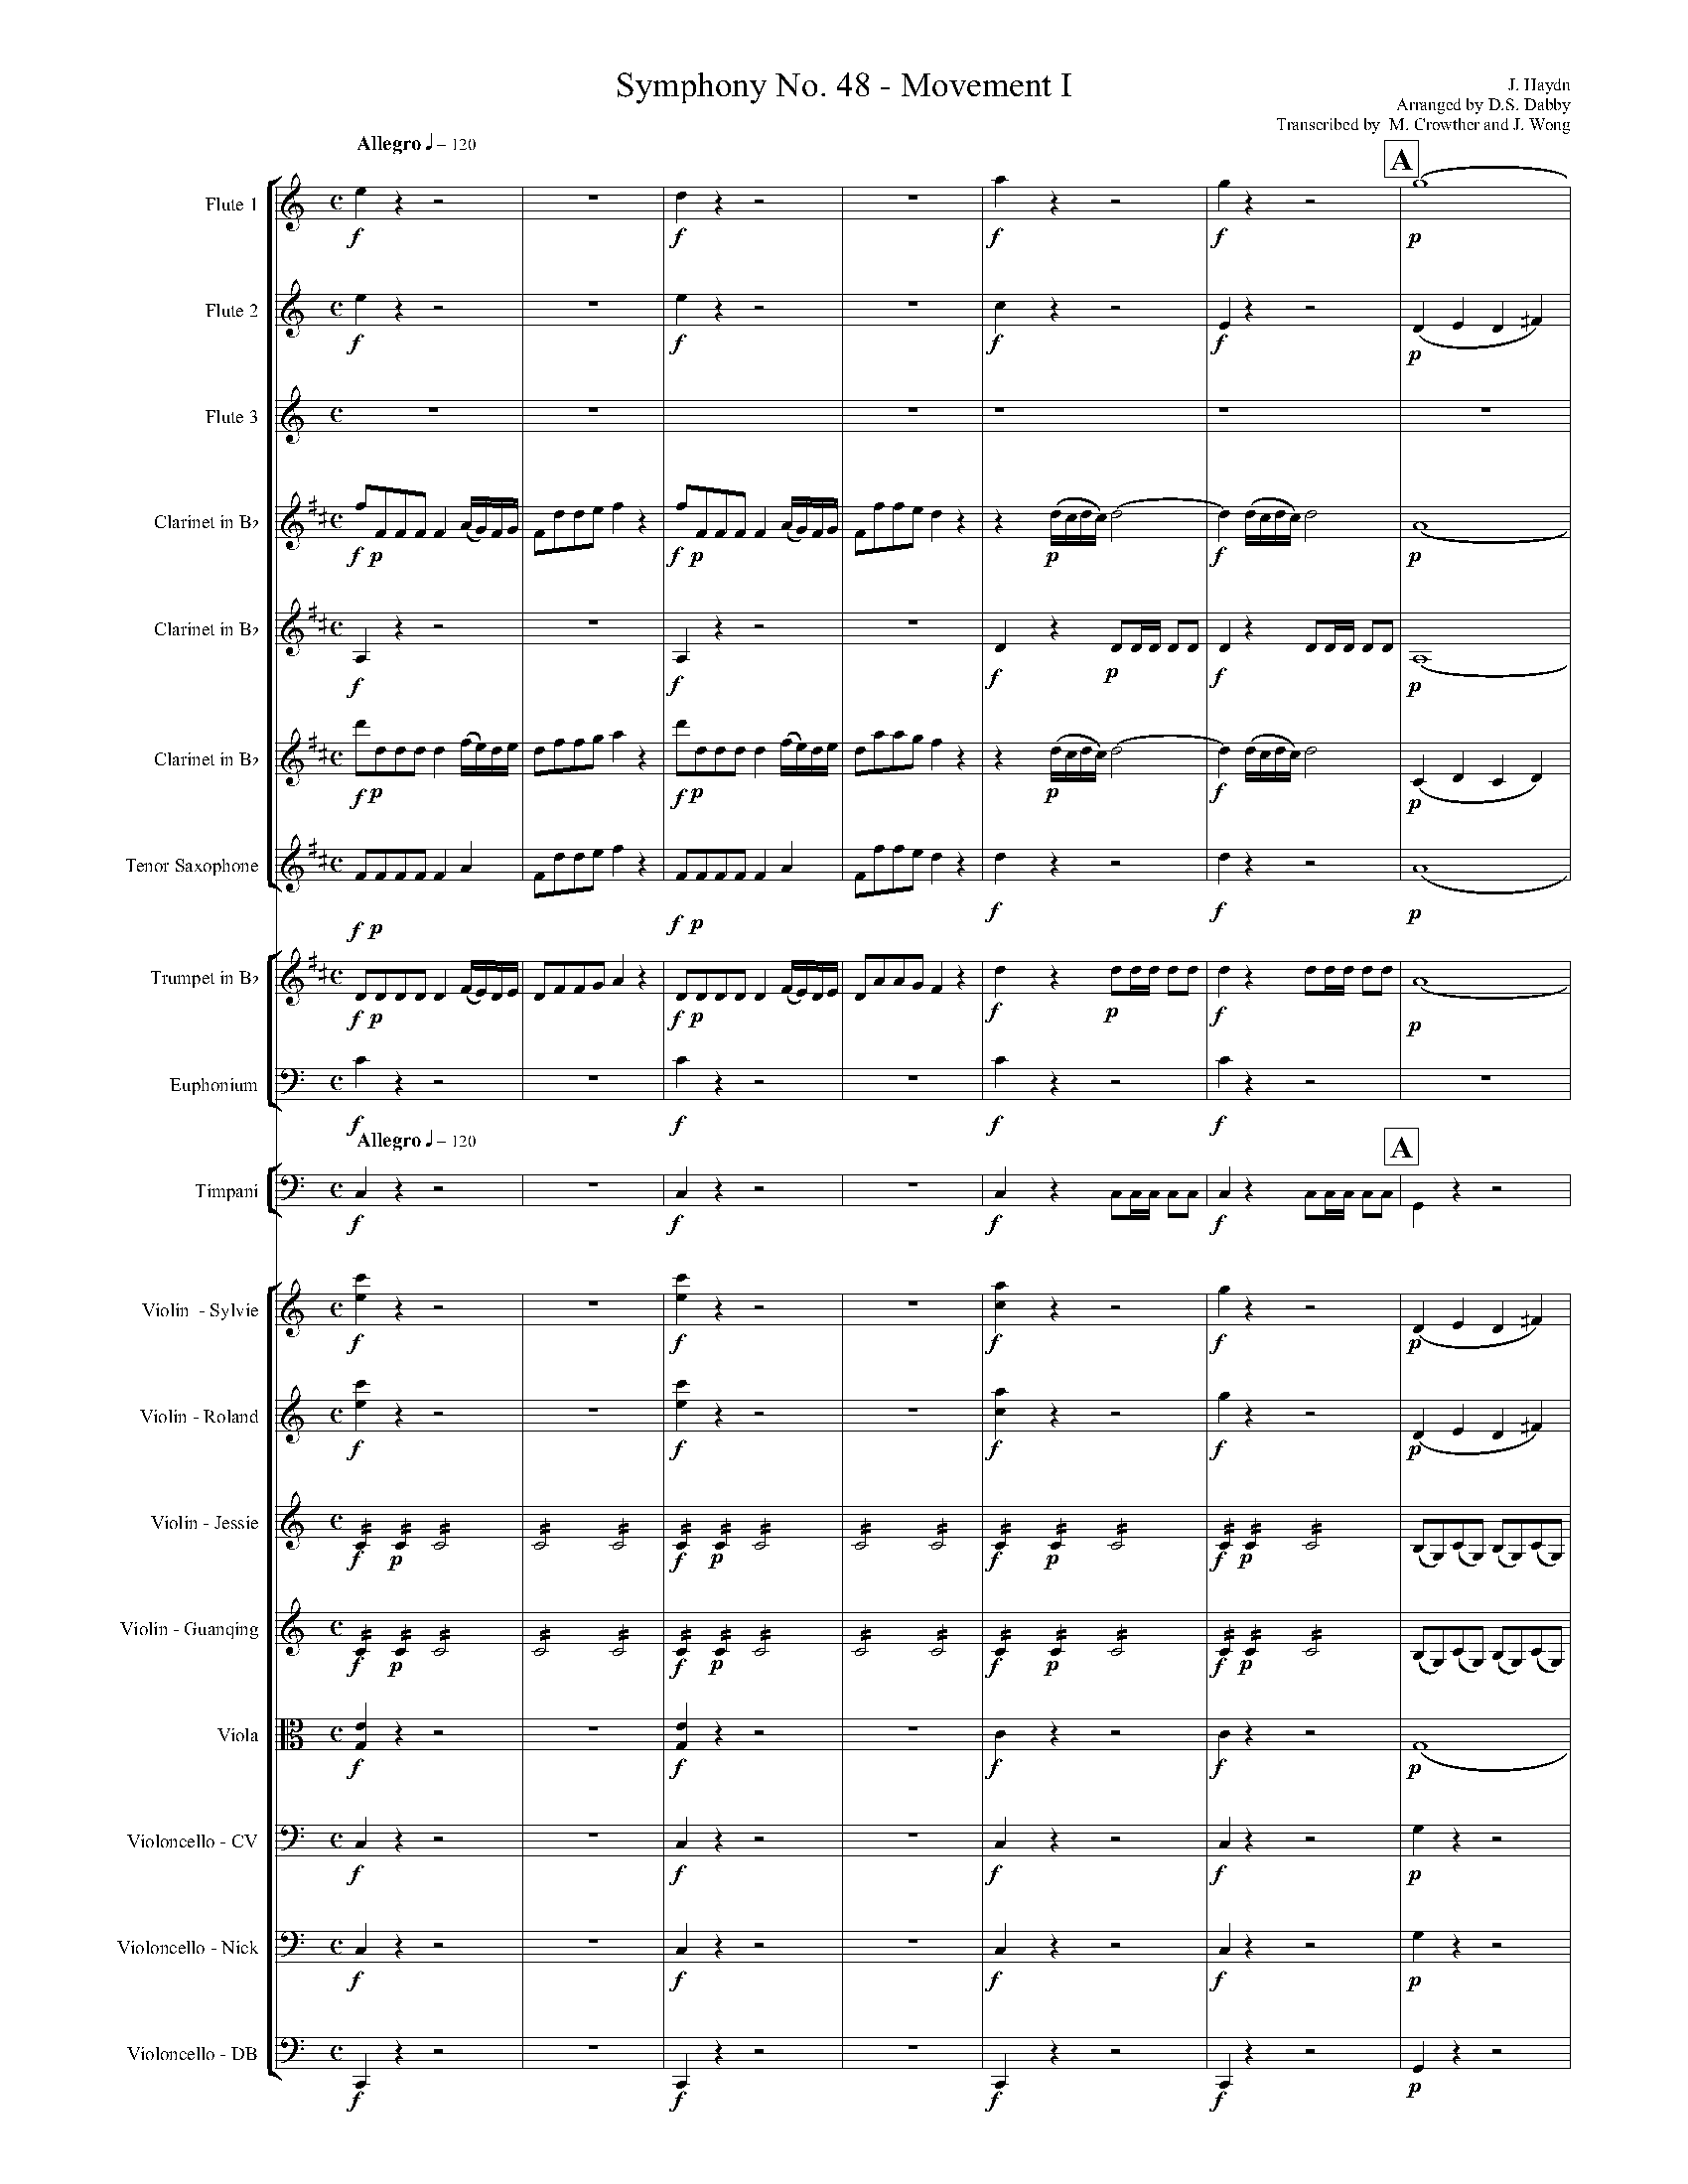 Symphony No. 48 - Movement I
J. Haydn
Arranged by D.S. Dabby
Transcribed by M. Crowther and J. Wong
Allegro ♩ = 120
A
Flute 1
f f f f p
Flute 2
f f f f p
Flute 3
Clarinet in B♭
f p f p p f p
Clarinet in B♭
f f f p f p
Clarinet in B♭
f p f p p f p
Tenor Saxophone
f p f p f f p
Trumpet in B♭
f p f p f p f p
Euphonium
f f f f
Allegro ♩ = 120
A
Timpani
f f f f
Violin - Sylvie
f f f f p
Violin - Roland
f f f f p
Violin - Jessie
f p f p f p f p
Violin - Guanqing
f p f p f p f p
Viola
f f f f p
Violoncello - CV
f f f f p
Violoncello - Nick
f f f f p
Violoncello - DB
f f f f p